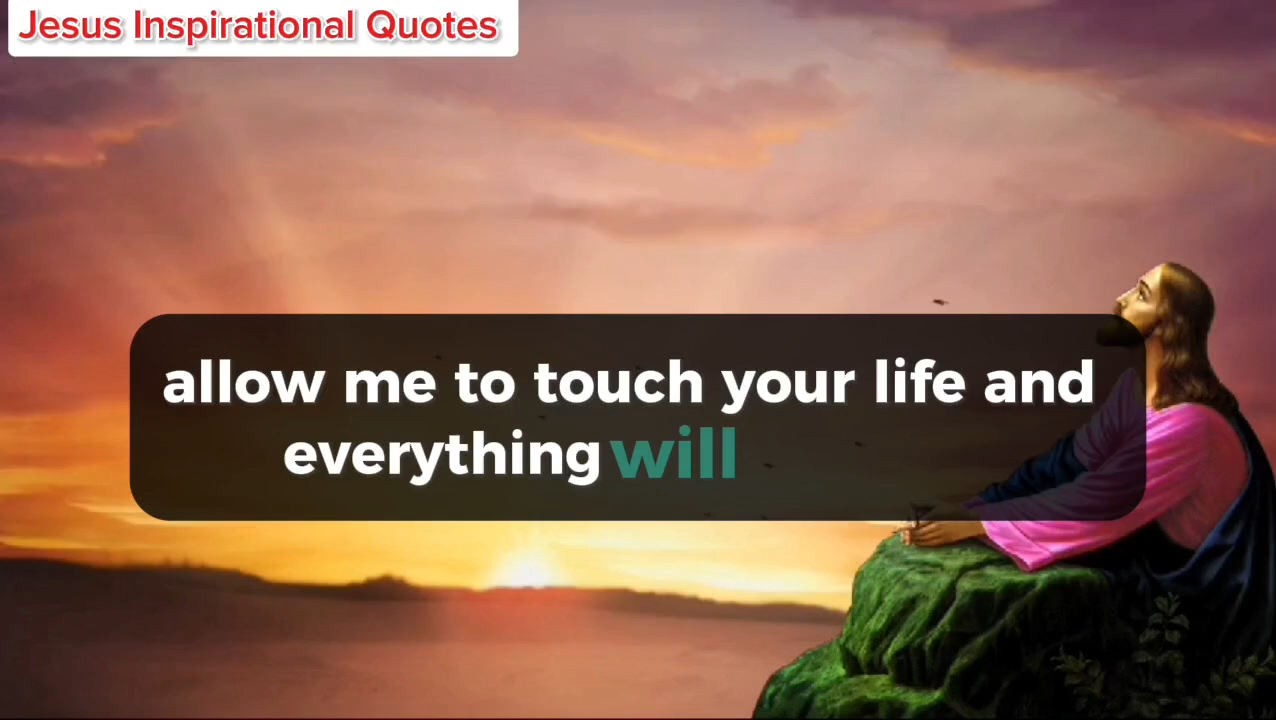 Jesus Inspirational Quotes
allow me to touch your life and
everything will